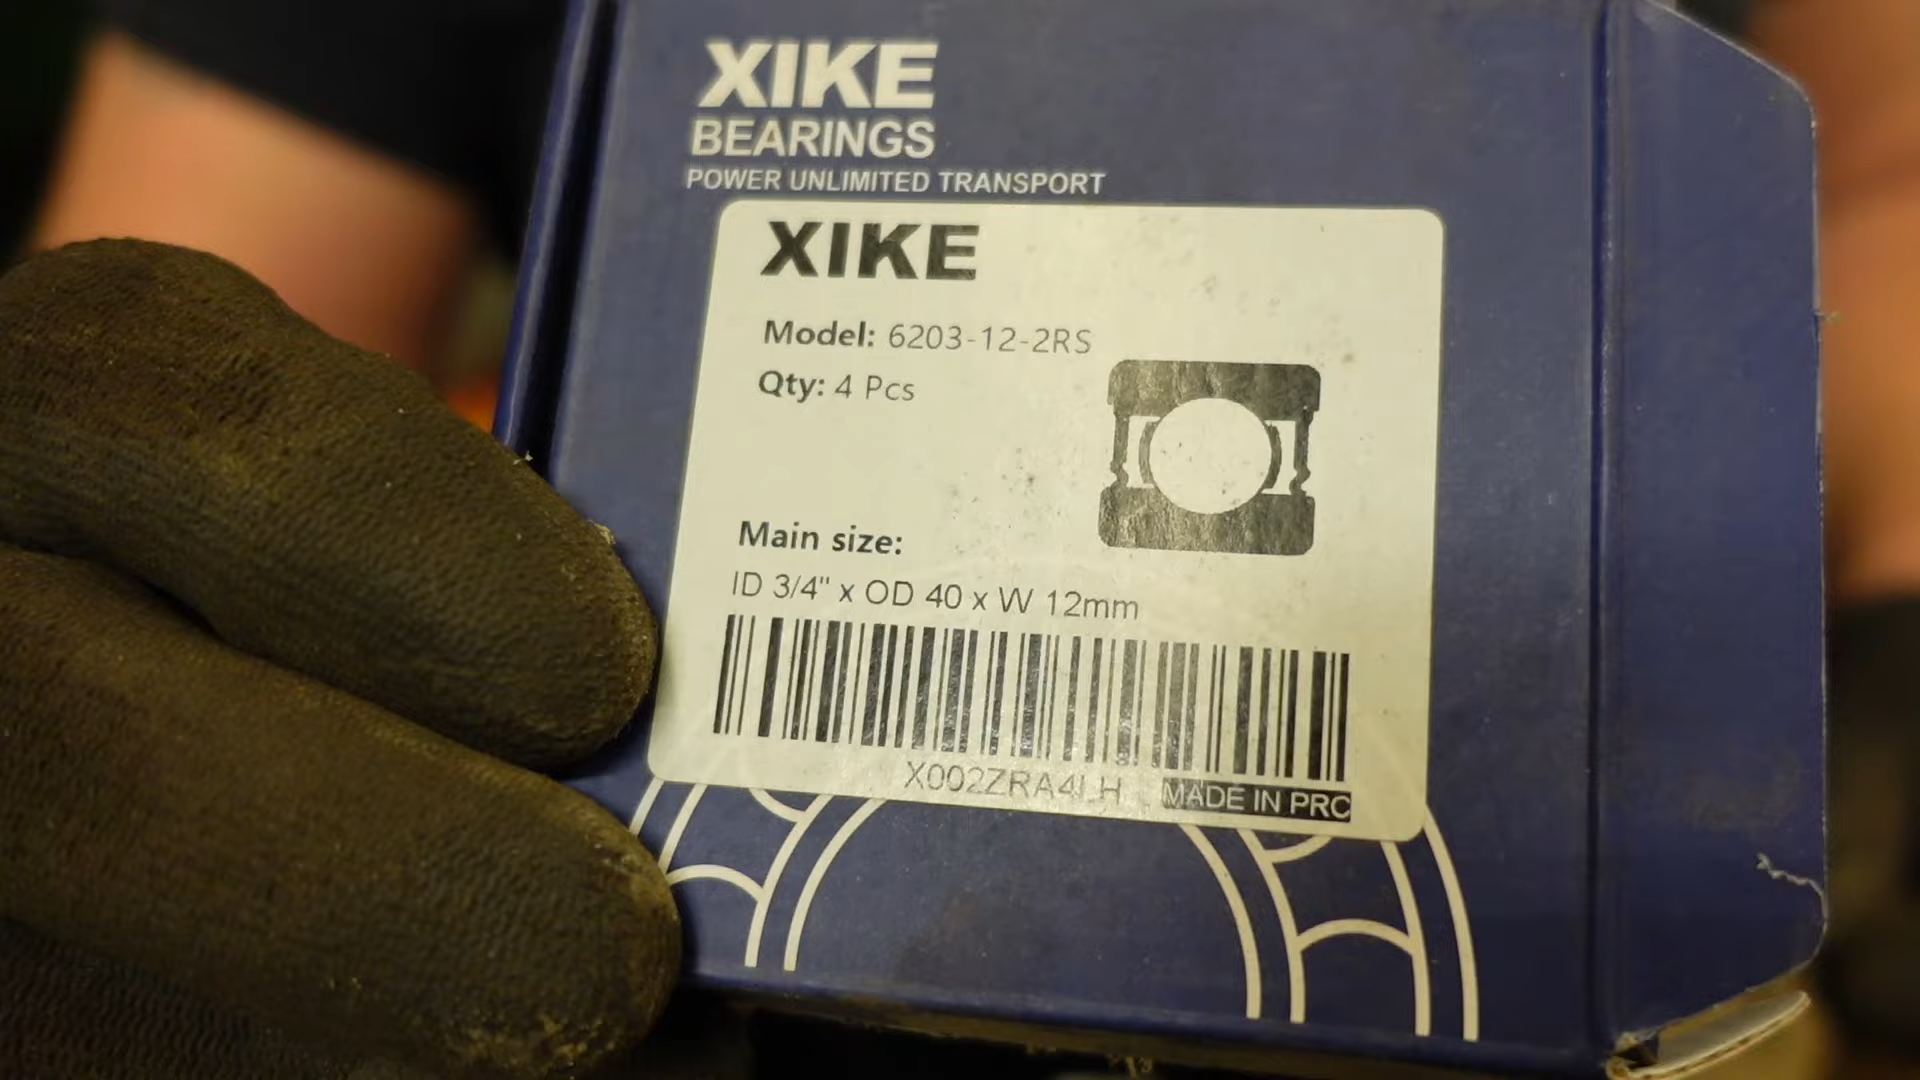 XIKE
BEARINGS
POWER UNLIMITED TRANSPORT
XIKE
Model: 6203-12-2RS
Qty: 4 Pcs
Main size:
ID 3/4" x OD 40 x W 12mm
X002ZRA4LH MADE IN PRC